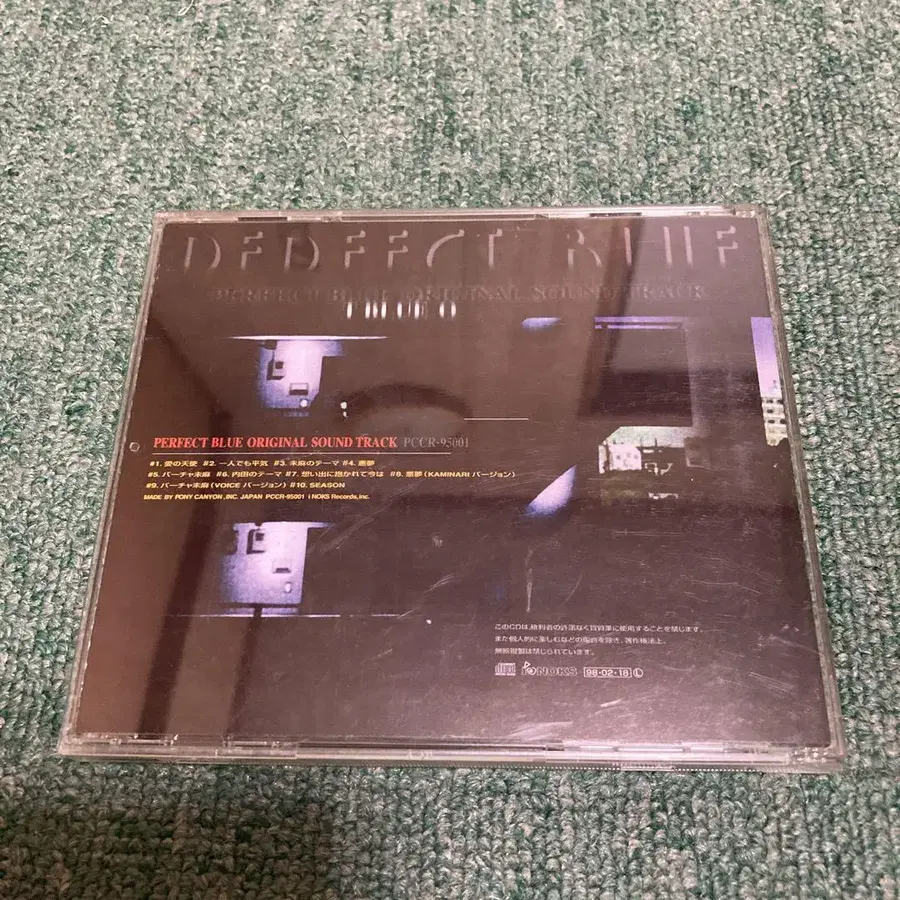 PERFECT BLUE
PERFECT BLUE ORIGINAL SOUND TRACK
PERFECT BLUE ORIGINAL SOUND TRACK PCCR-95001
#1. 愛の天使 #2. 一人でも平気 #3. 未麻のテーマ #4. 悪夢
#5. バーチャ未麻 #6. 内田のテーマ #7. 想い出に抱かれて今は #8. 悪夢(KAMINARI バージョン)
#9. バーチャ未麻(VOICE バージョン) #10. SEASON
MADE BY PONY CANYON, INC. JAPAN PCCR-95001 i NOKS Records, inc.
このCDは、権利者の許諾なく賃貸業に使用することを禁じます。
また個人的に楽しむなどの場合を除き、著作権法上、
無断複製は禁じられています。
NOKS 98・02・18 L